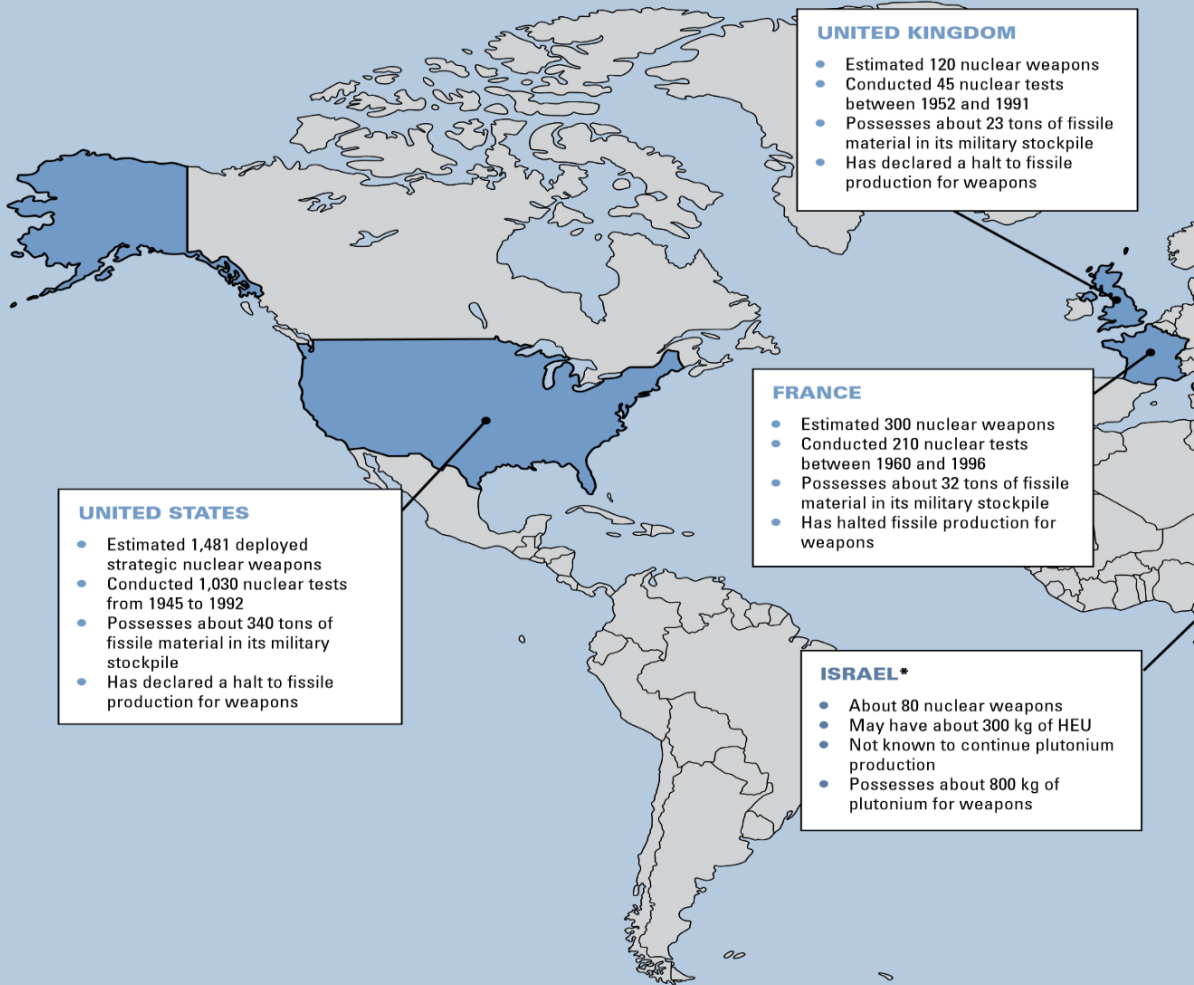 UNITED KINGDOM
• Estimated 120 nuclear weapons
• Conducted 45 nuclear tests
between 1952 and 1991
• Possesses about 23 tons of fissile
material in its military stockpile
• Has declared a halt to fissile
production for weapons
FRANCE
• Estimated 300 nuclear weapons
• Conducted 210 nuclear tests
between 1960 and 1996
• Possesses about 32 tons of fissile
material in its military stockpile
• Has halted fissile production for
weapons
UNITED STATES
• Estimated 1,481 deployed
strategic nuclear weapons
• Conducted 1,030 nuclear tests
from 1945 to 1992
• Possesses about 340 tons of
fissile material in its military
stockpile
• Has declared a halt to fissile
production for weapons
ISRAEL*
• About 80 nuclear weapons
• May have about 300 kg of HEU
• Not known to continue plutonium
production
• Possesses about 800 kg of
plutonium for weapons